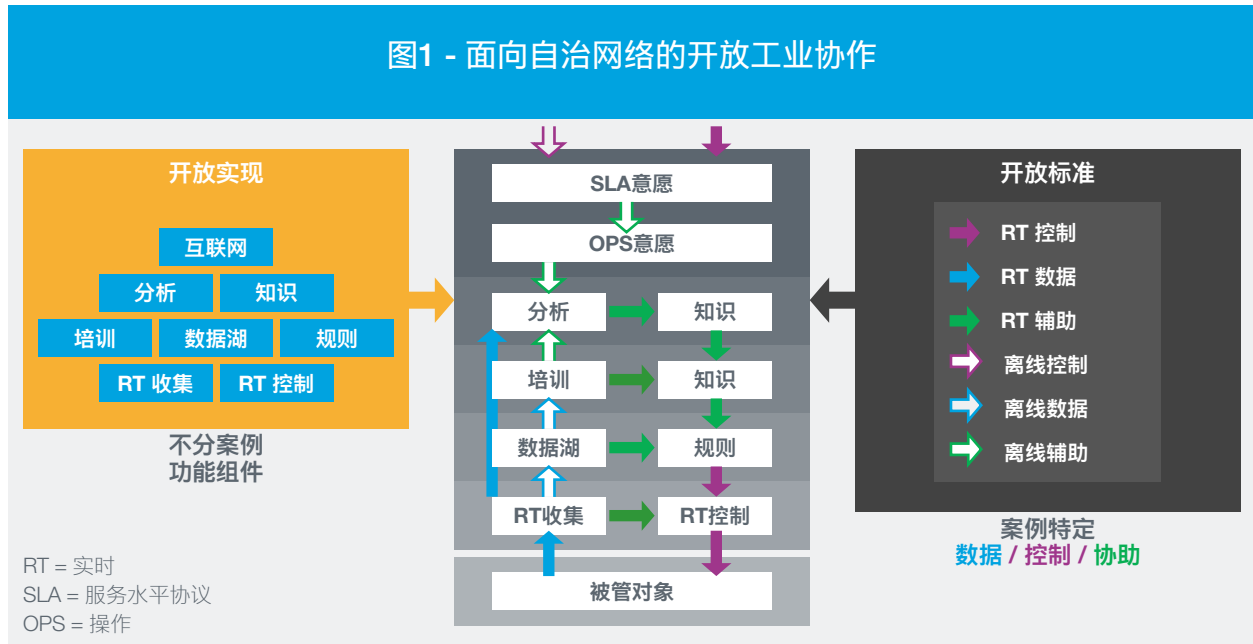 图1 - 面向自治网络的开放工业协作
开放实现
互联网
分析
知识
培训
数据湖
规则
RT 收集
RT 控制
不分案例
功能组件
RT = 实时
SLA = 服务水平协议
OPS = 操作
SLA意愿
OPS意愿
分析
知识
培训
知识
数据湖
规则
RT收集
RT控制
被管对象
开放标准
RT 控制
RT 数据
RT 辅助
离线控制
离线数据
离线辅助
案例特定
数据 / 控制 / 协助